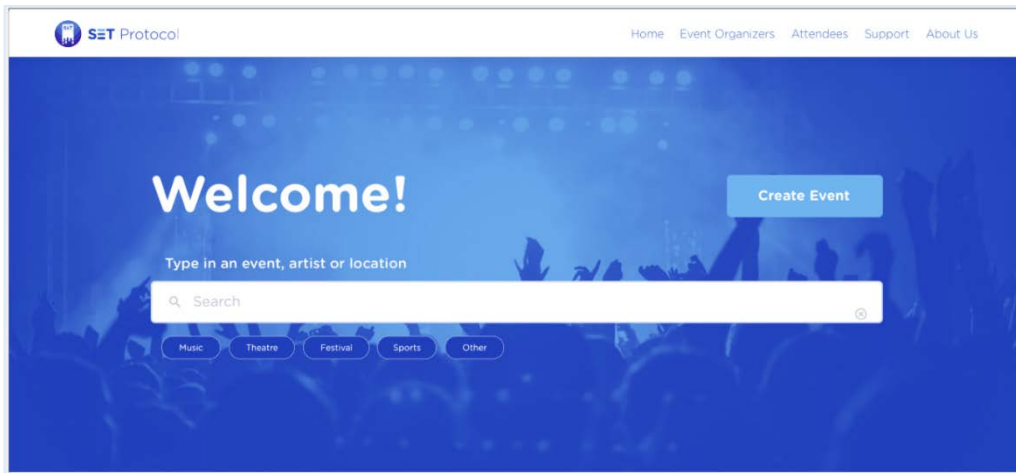 SET Protocol
Home Event Organizers Attendees Support About Us
Welcome!
Create Event
Type in an event, artist or location
Search
Music Theatre Festival Sports Other